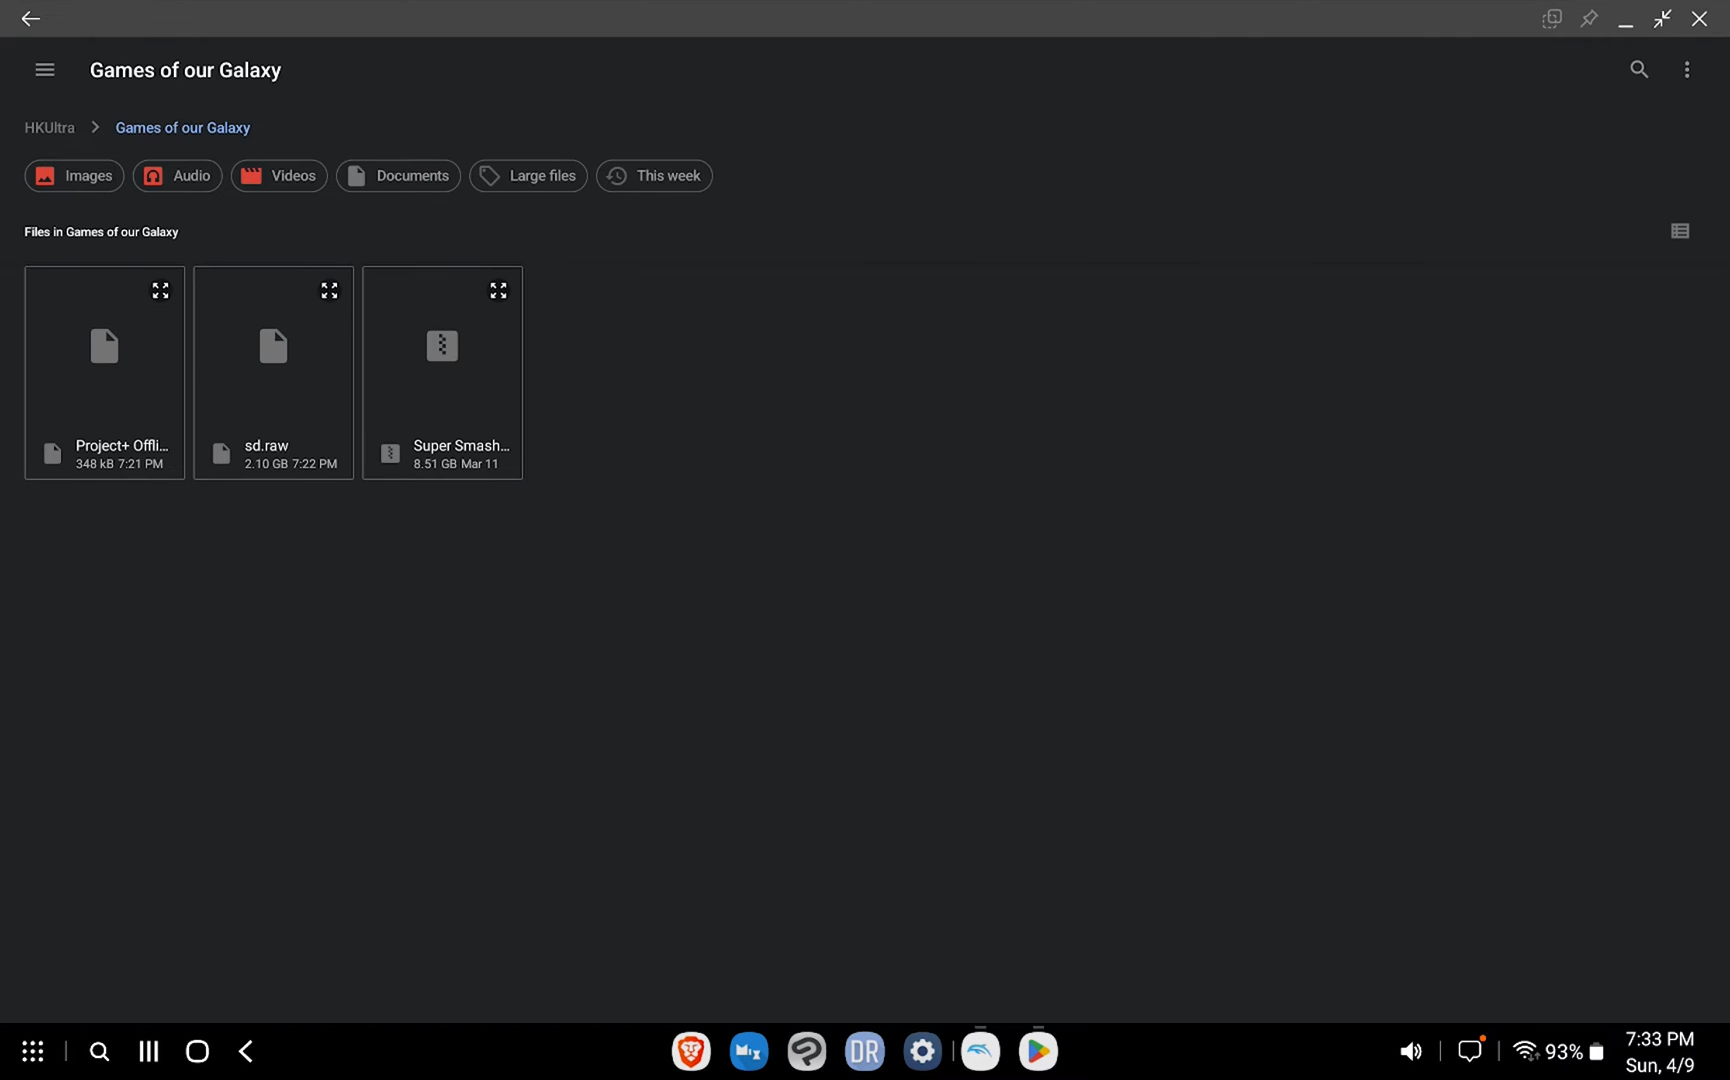 Games of our Galaxy
HKUltra > Games of our Galaxy
Images Audio Videos Documents Large files This week
Files in Games of our Galaxy
Project+ Offli...
348 kB 7:21 PM
sd.raw
2.10 GB 7:22 PM
Super Smash...
8.51 GB Mar 11
DR
93%
7:33 PM
Sun, 4/9